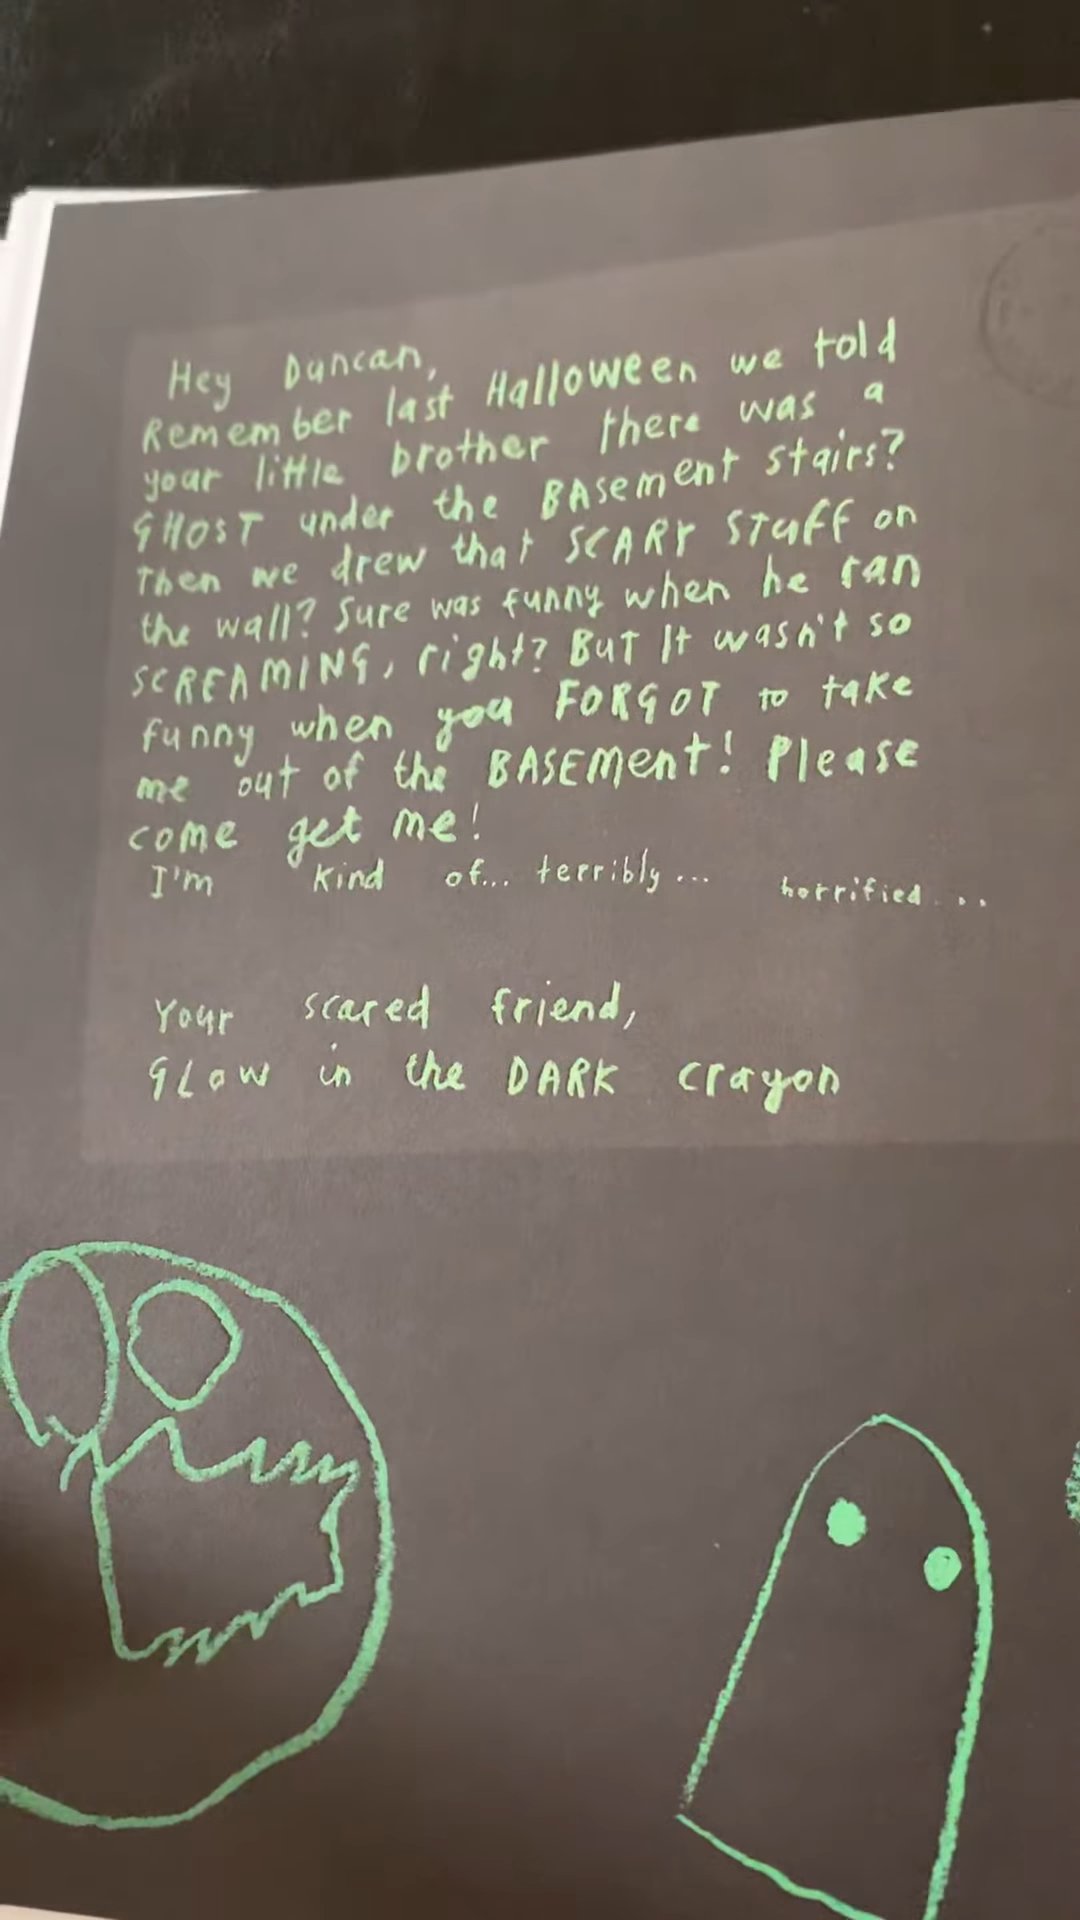 Hey Duncan,
Remember last Halloween we told
your little brother there was a
GHOST under the BASement stairs?
Then we drew that SCARY STUFF on
the wall? Sure was funny when he ran
SCREAMING, right? BUT It wasn't so
funny when you FORGOT to take
me out of the BASEMent! Please
come get me!
I'm kind of... terribly... horrified...
Your scared friend,
GLOW in the DARK crayon